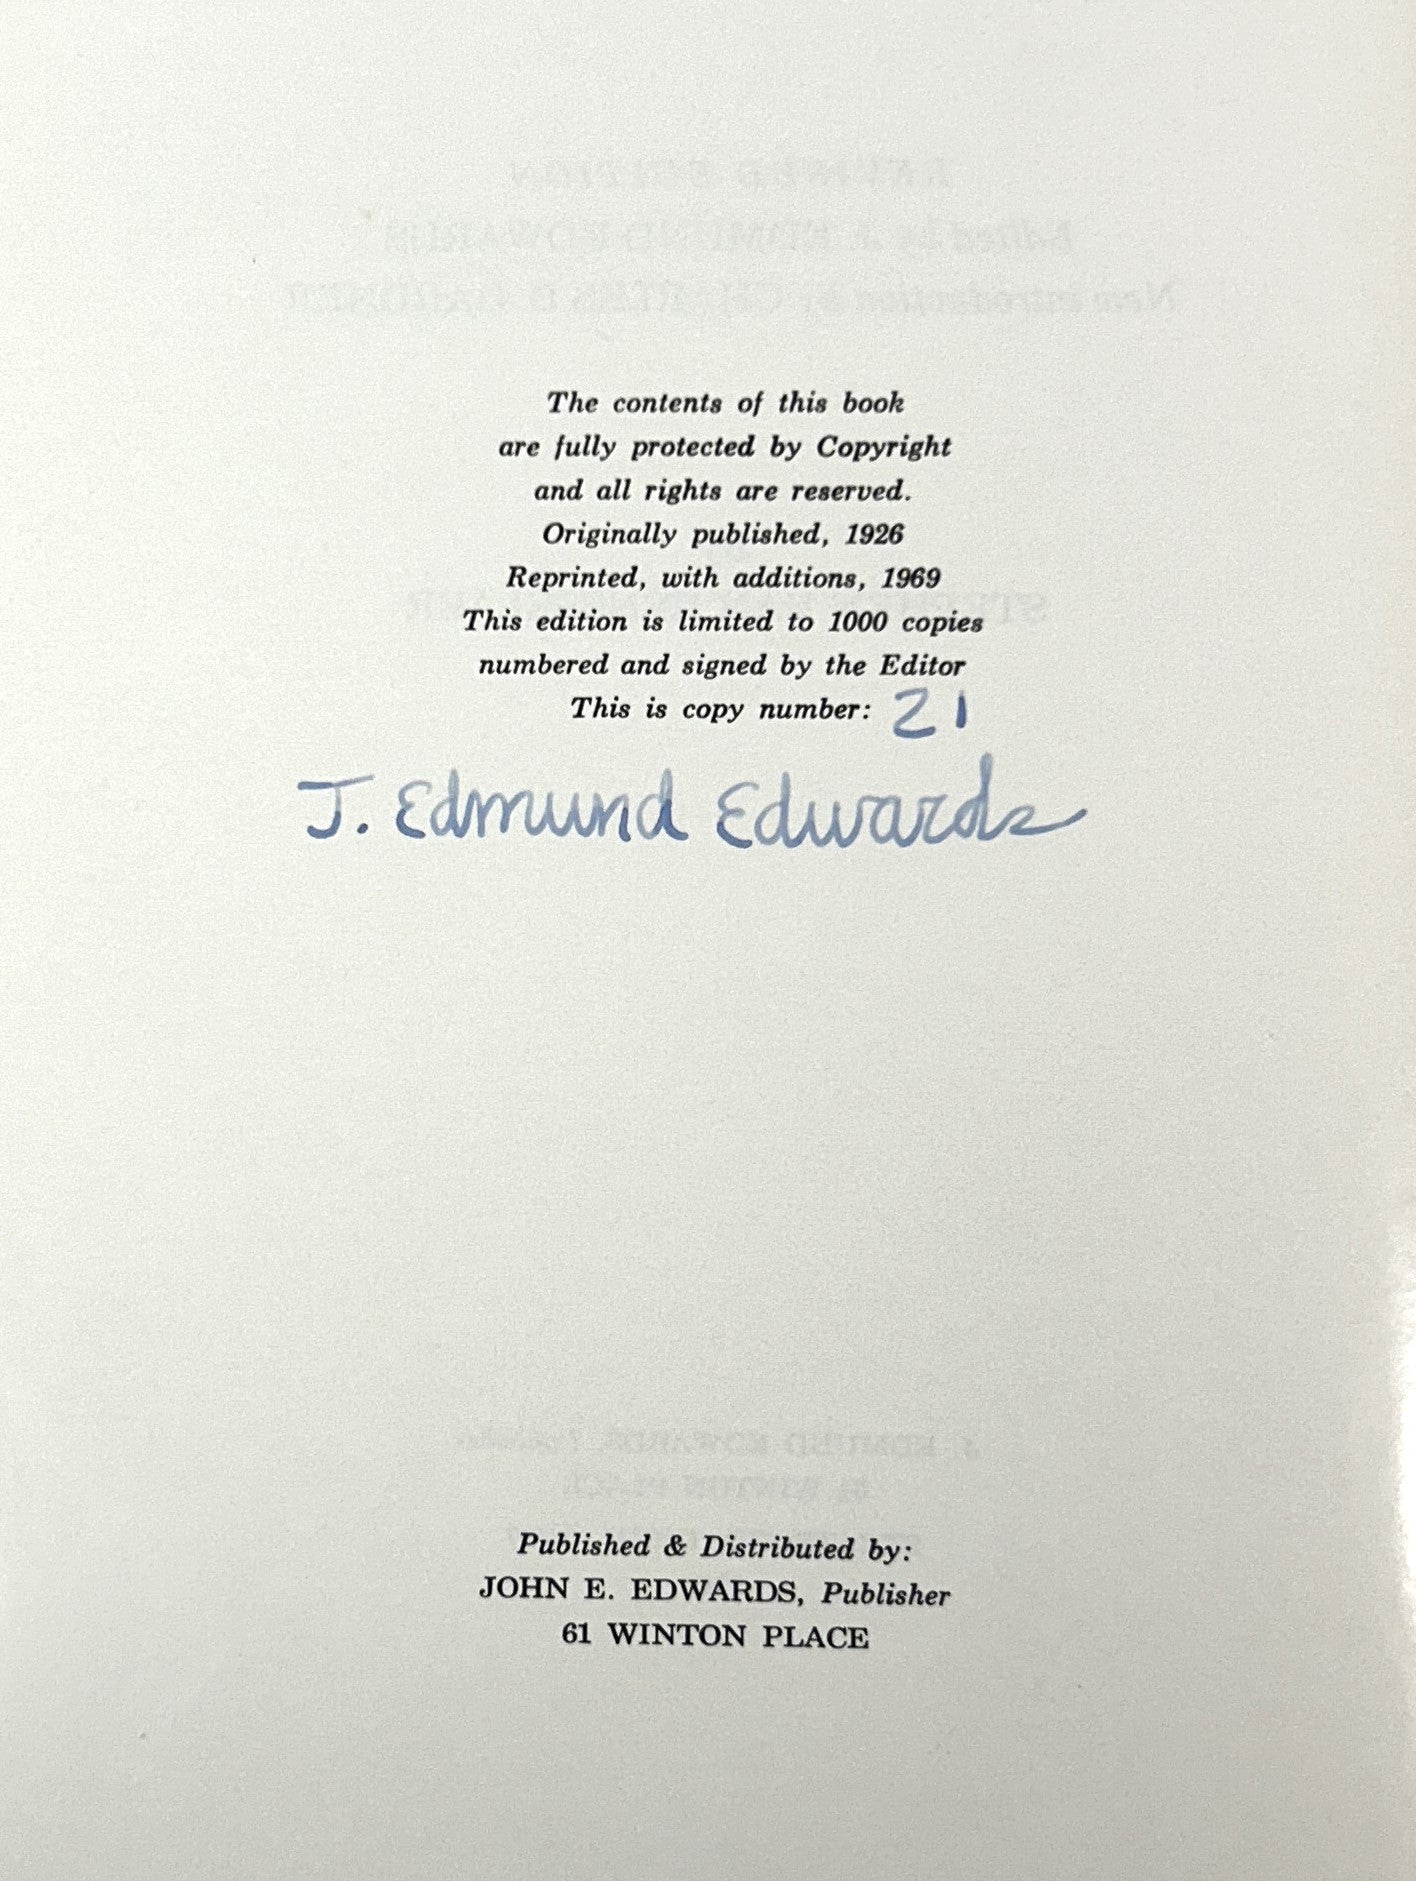 The contents of this book
are fully protected by Copyright
and all rights are reserved.
Originally published, 1926
Reprinted, with additions, 1969
This edition is limited to 1000 copies
numbered and signed by the Editor
This is copy number: 21
J. Edmund Edwards
Published & Distributed by:
JOHN E. EDWARDS, Publisher
61 WINTON PLACE